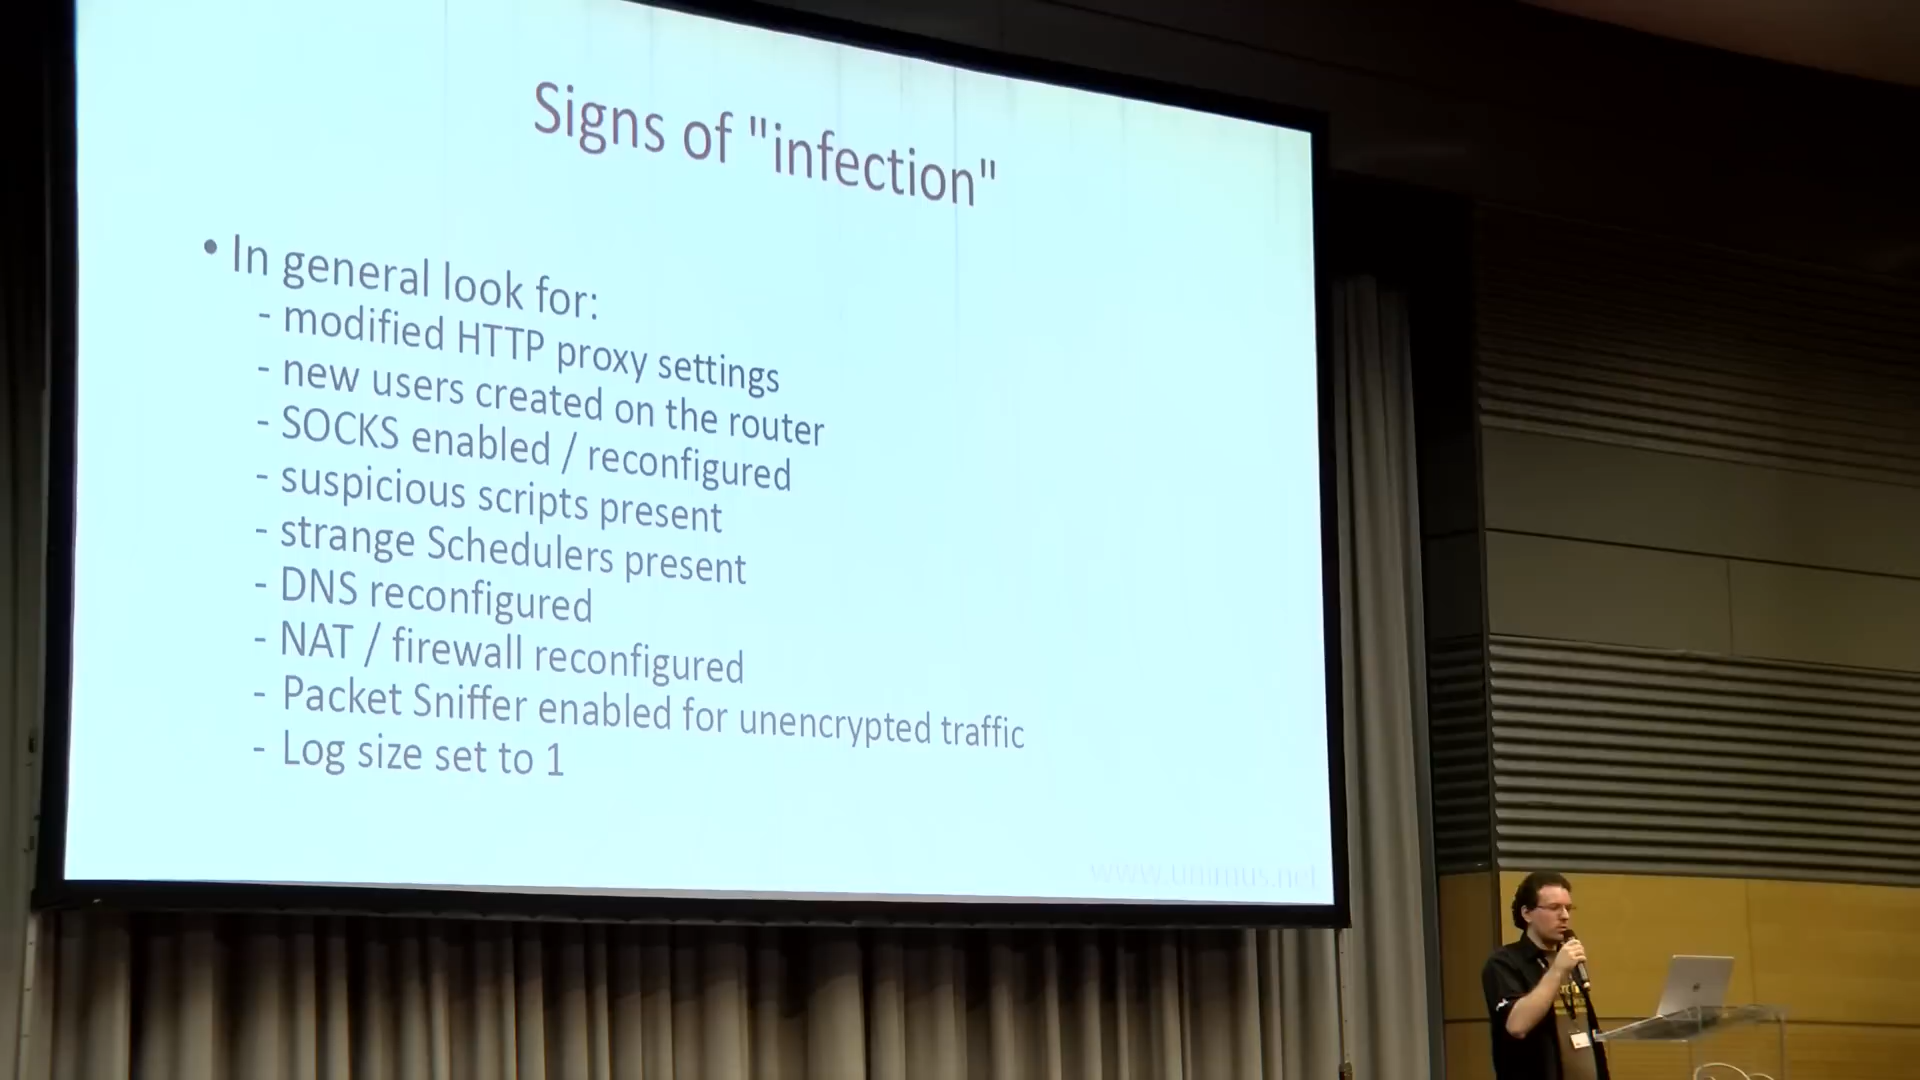 Signs of "infection"
• In general look for:
- modified HTTP proxy settings
- new users created on the router
- SOCKS enabled / reconfigured
- suspicious scripts present
- strange Schedulers present
- DNS reconfigured
- NAT / firewall reconfigured
- Packet Sniffer enabled for unencrypted traffic
- Log size set to 1
www.unimus.net